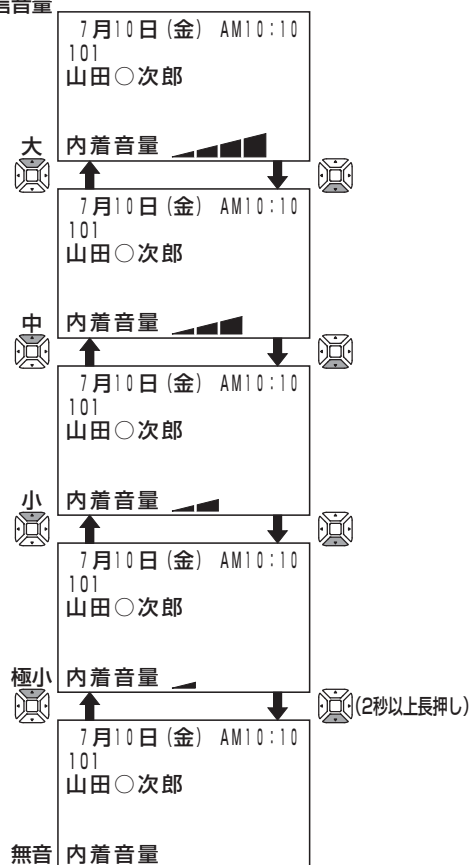 信音量
7月10日(金) AM10:10
101
山田○次郎
大 内着音量
7月10日(金) AM10:10
101
山田○次郎
中 内着音量
7月10日(金) AM10:10
101
山田○次郎
小 内着音量
7月10日(金) AM10:10
101
山田○次郎
極小 内着音量
(2秒以上長押し)
7月10日(金) AM10:10
101
山田○次郎
無音 内着音量